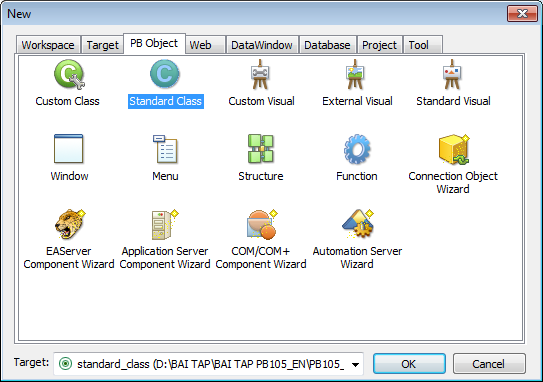 New
Workspace Target PB Object Web DataWindow Database Project Tool
Custom Class Standard Class Custom Visual External Visual Standard Visual
Window Menu Structure Function Connection Object Wizard
EAServer Component Wizard Application Server Component Wizard COM/COM+ Component Wizard Automation Server Wizard
Target: standard_class (D:\BAI TAP\BAI TAP PB105_EN\PB105_ OK Cancel